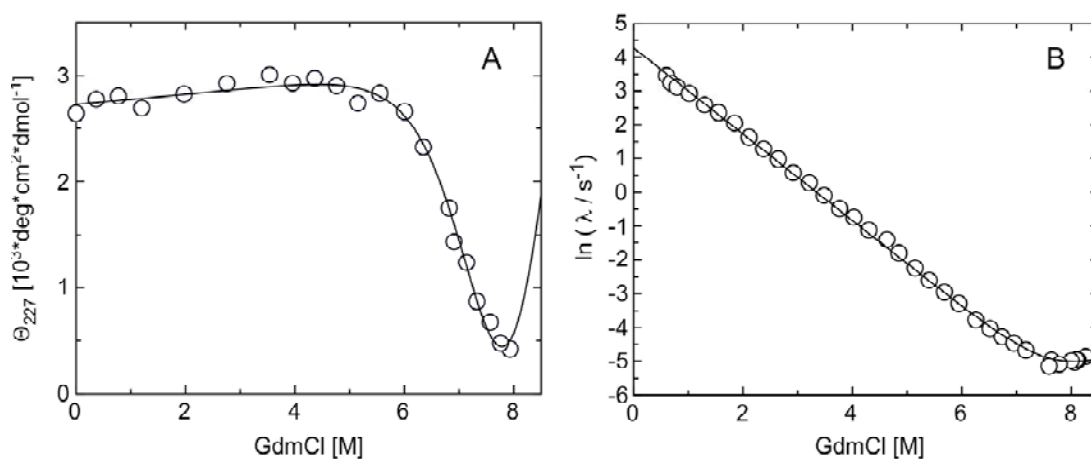 A
3
2
1
0
Θ227 [10³*deg*cm²*dmol-¹]
0 2 4 6 8
GdmCl [M]
B
5
4
3
2
1
0
-1
-2
-3
-4
-5
-6
ln ( λ / s-¹)
0 2 4 6 8
GdmCl [M]